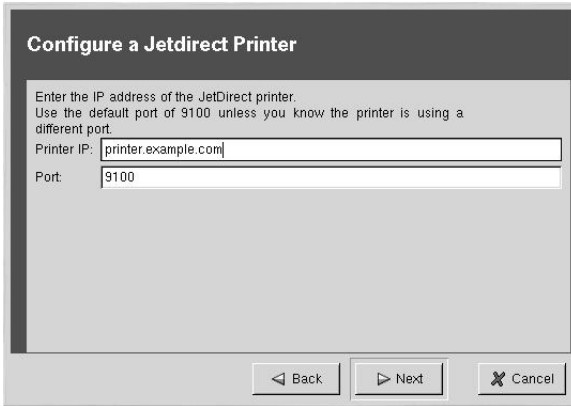 Configure a Jetdirect Printer
Enter the IP address of the JetDirect printer.
Use the default port of 9100 unless you know the printer is using a
different port.
Printer IP: printer.example.com
Port: 9100
Back Next Cancel